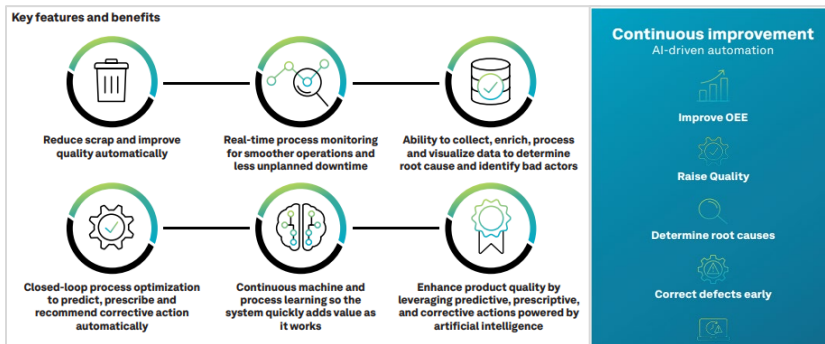 Key features and benefits
Reduce scrap and improve
quality automatically
Real-time process monitoring
for smoother operations and
less unplanned downtime
Ability to collect, enrich, process
and visualize data to determine
root cause and identify bad actors
Closed-loop process optimization
to predict, prescribe and
recommend corrective action
automatically
Continuous machine and
process learning so the
system quickly adds value as
it works
Enhance product quality by
leveraging predictive, prescriptive,
and corrective actions powered by
artificial intelligence
Continuous improvement
AI-driven automation
Improve OEE
Raise Quality
Determine root causes
Correct defects early